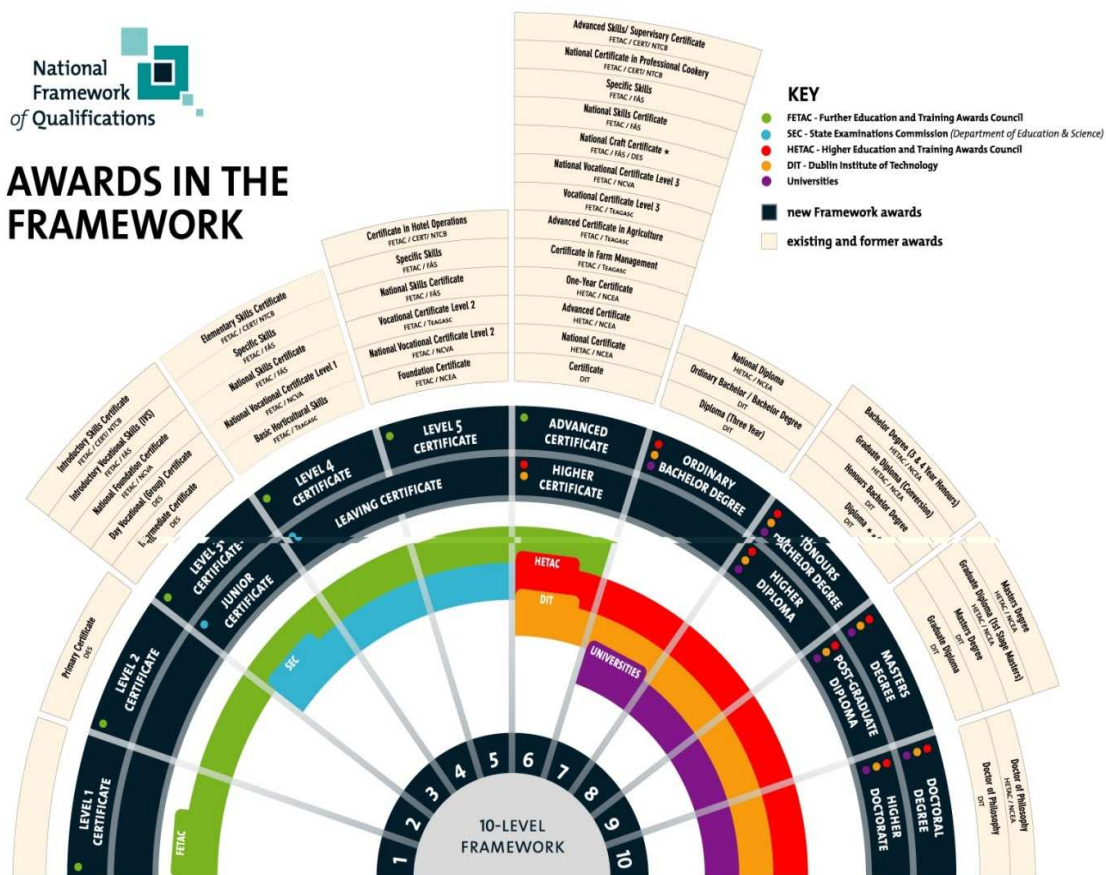 National
Framework
of Qualifications
AWARDS IN THE
FRAMEWORK
KEY
FETAC - Further Education and Training Awards Council
SEC - State Examinations Commission (Department of Education & Science)
HETAC - Higher Education and Training Awards Council
DIT - Dublin Institute of Technology
Universities
new Framework awards
existing and former awards
Primary Certificate
DES
Introductory Skills Certificate
FETAC / CERT/ NTCB
Introductory Vocational Skills (IVS)
FETAC / FÁS
National Foundation Certificate
FETAC / NCVA
Day Vocational (Group) Certificate
DES
Intermediate Certificate
DES
Elementary Skills Certificate
FETAC / CERT/ NTCB
Specific Skills
FETAC / FÁS
National Skills Certificate
FETAC / FÁS
National Vocational Certificate Level 1
FETAC / NCVA
Basic Horticultural Skills
FETAC / TEAGASC
Certificate in Hotel Operations
FETAC / CERT/ NTCB
Specific Skills
FETAC / FÁS
National Skills Certificate
FETAC / FÁS
Vocational Certificate Level 2
FETAC / TEAGASC
National Vocational Certificate Level 2
FETAC / NCVA
Foundation Certificate
FETAC / NCEA
Advanced Skills/ Supervisory Certificate
FETAC / CERT/ NTCB
National Certificate in Professional Cookery
FETAC / CERT/ NTCB
Specific Skills
FETAC / FÁS
National Skills Certificate
FETAC / FÁS
National Craft Certificate *
FETAC / FÁS / DES
National Vocational Certificate Level 3
FETAC / NCVA
Vocational Certificate Level 3
FETAC / TEAGASC
Advanced Certificate in Agriculture
FETAC / TEAGASC
Certificate in Farm Management
FETAC / TEAGASC
One-Year Certificate
HETAC / NCEA
Advanced Certificate
HETAC / NCEA
National Certificate
HETAC / NCEA
Certificate
DIT
National Diploma
HETAC / NCEA
Ordinary Bachelor / Bachelor Degree
DIT
Diploma (Three Year)
DIT
Bachelor Degree (3 & 4 Year Honours)
HETAC / NCEA
Graduate Diploma (Conversion)
HETAC / NCEA
Honours Bachelor Degree
DIT
Diploma *
DIT
Masters Degree
HETAC / NCEA
Graduate Diploma (1st Stage Masters)
HETAC / NCEA
Masters Degree
DIT
Graduate Diploma
DIT
Doctor of Philosophy
HETAC / NCEA
Doctor of Philosophy
DIT
LEVEL 1
CERTIFICATE
LEVEL 2
CERTIFICATE
LEVEL 3
CERTIFICATE
JUNIOR
CERTIFICATE
LEVEL 4
CERTIFICATE
LEVEL 5
CERTIFICATE
LEAVING CERTIFICATE
ADVANCED
CERTIFICATE
HIGHER
CERTIFICATE
ORDINARY
BACHELOR DEGREE
HONOURS
BACHELOR DEGREE
HIGHER
DIPLOMA
MASTERS
DEGREE
POST-GRADUATE
DIPLOMA
DOCTORAL
DEGREE
HIGHER
DOCTORATE
FETAC
SEC
HETAC
DIT
UNIVERSITIES
1
2
3
4
5
6
7
8
9
10
10-LEVEL
FRAMEWORK